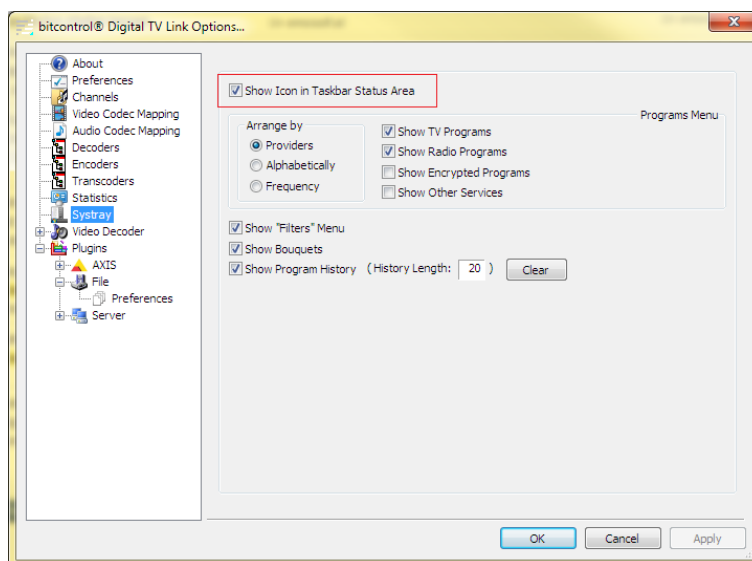 bitcontrol® Digital TV Link Options...
About
Preferences
Channels
Video Codec Mapping
Audio Codec Mapping
Decoders
Encoders
Transcoders
Statistics
Systray
Video Decoder
Plugins
AXIS
File
Preferences
Server
Show Icon in Taskbar Status Area
Programs Menu
Arrange by
Providers
Alphabetically
Frequency
Show TV Programs
Show Radio Programs
Show Encrypted Programs
Show Other Services
Show "Filters" Menu
Show Bouquets
Show Program History (History Length: 20 ) Clear
OK Cancel Apply